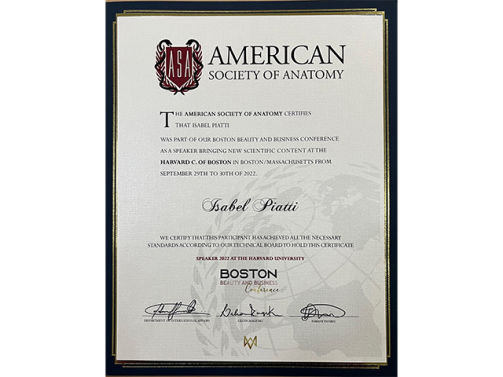 ASA
AMERICAN
SOCIETY OF ANATOMY
THE AMERICAN SOCIETY OF ANATOMY CERTIFIES
THAT ISABEL PIATTI
WAS PART OF OUR BOSTON BEAUTY AND BUSINESS CONFERENCE
AS A SPEAKER BRINGING NEW SCIENTIFIC CONTENT AT THE
HARVARD C. OF BOSTON IN BOSTON/MASSACHUSETTS FROM
SEPTEMBER 29TH TO 30TH OF 2022.
Isabel Piatti
WE CERTIFY THAT THIS PARTICIPANT HAS ACHIEVED ALL THE NECESSARY
STANDARDS ACCORDING TO OUR TECHNICAL BOARD TO HOLD THIS CERTIFICATE
SPEAKER 2022 AT THE HARVARD UNIVERSITY
BOSTON
BEAUTY AND BUSINESS
Conference